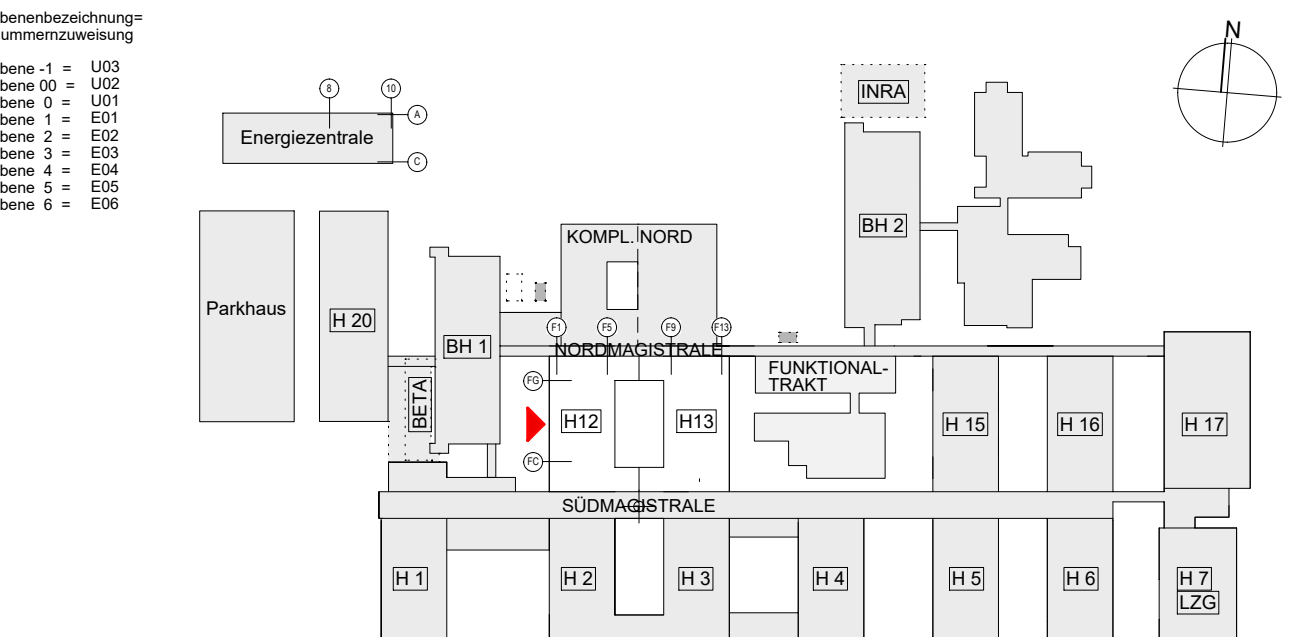 benenbezeichnung=
ummernzuweisung
bene -1 = U03
bene 00 = U02
bene 0 = U01
bene 1 = E01
bene 2 = E02
bene 3 = E03
bene 4 = E04
bene 5 = E05
bene 6 = E06
N
8
10
A
C
Energiezentrale
INRA
Parkhaus
H 20
BH 1
BETA
KOMPL. NORD
BH 2
F1
F5
F9
F13
NORDMAGISTRALE
FUNKTIONAL-
TRAKT
FG
FC
H12
H13
H 15
H 16
H 17
SÜDMAGISTRALE
H 1
H 2
H 3
H 4
H 5
H 6
H 7
LZG